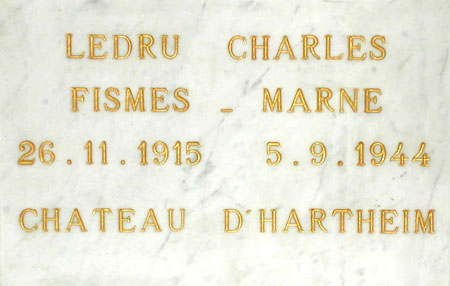 LEDRU CHARLES
FISMES - MARNE
26.11.1915 5.9.1944
CHATEAU D'HARTHEIM